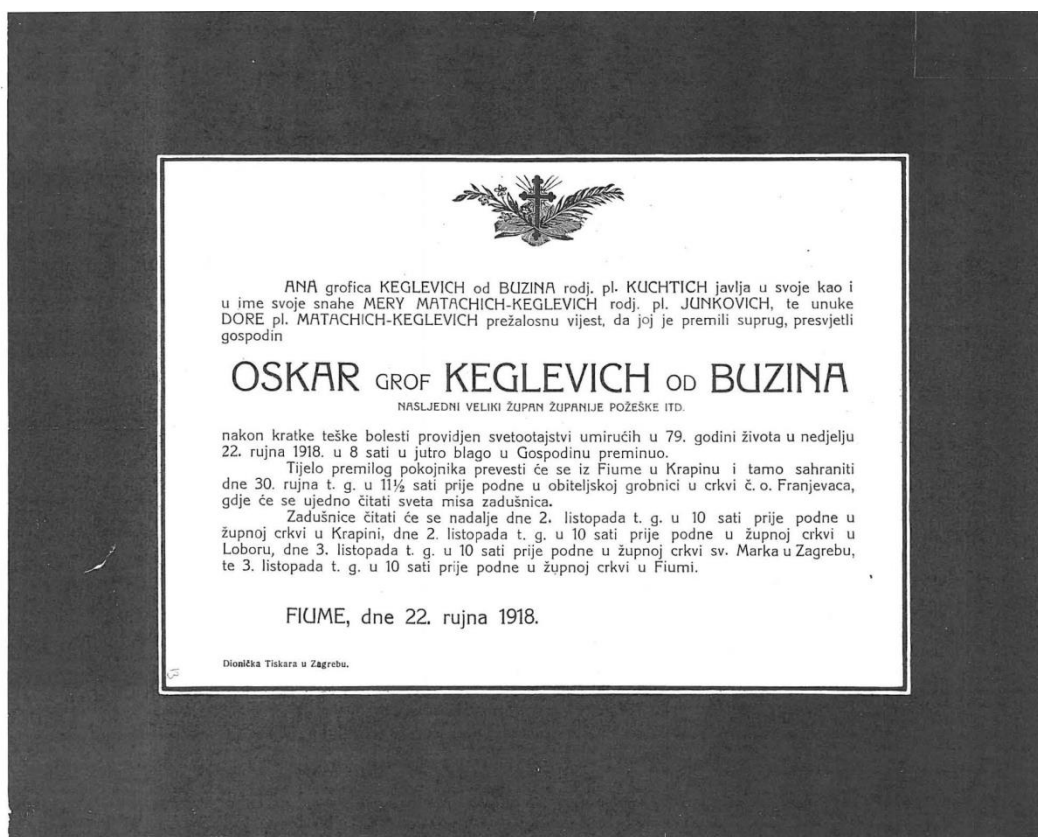 ANA grofica KEGLEVICH od BUZINA rodj. pl. KUCHTICH javlja u svoje kao i
u ime svoje snahe MERY MATACHICH-KEGLEVICH rodj. pl. JUNKOVICH, te unuke
DORE pl. MATACHICH-KEGLEVICH prežalosnu vijest, da joj je premili suprug, presvjetli
gospodin
OSKAR GROF KEGLEVICH OD BUZINA
NASLJEDNI VELIKI ŽUPAN ŽUPANIJE POŽEŠKE ITD.
nakon kratke teške bolesti providjen svetootajstvi umirućih u 79. godini života u nedjelju
22. rujna 1918. u 8 sati u jutro blago u Gospodinu preminuo.
Tijelo premilog pokojnika prevesti će se iz Fiume u Krapinu i tamo sahraniti
dne 30. rujna t. g. u 11½ sati prije podne u obiteljskoj grobnici u crkvi č. o. Franjevaca,
gdje će se ujedno čitati sveta misa zadušnica.
Zadušnice čitati će se nadalje dne 2. listopada t. g. u 10 sati prije podne u
župnoj crkvi u Krapini, dne 2. listopada t. g. u 10 sati prije podne u župnoj crkvi u
Loboru, dne 3. listopada t. g. u 10 sati prije podne u župnoj crkvi sv. Marka u Zagrebu,
te 3. listopada t. g. u 10 sati prije podne u župnoj crkvi u Fiumi.
FIUME, dne 22. rujna 1918.
Dionička Tiskara u Zagrebu.